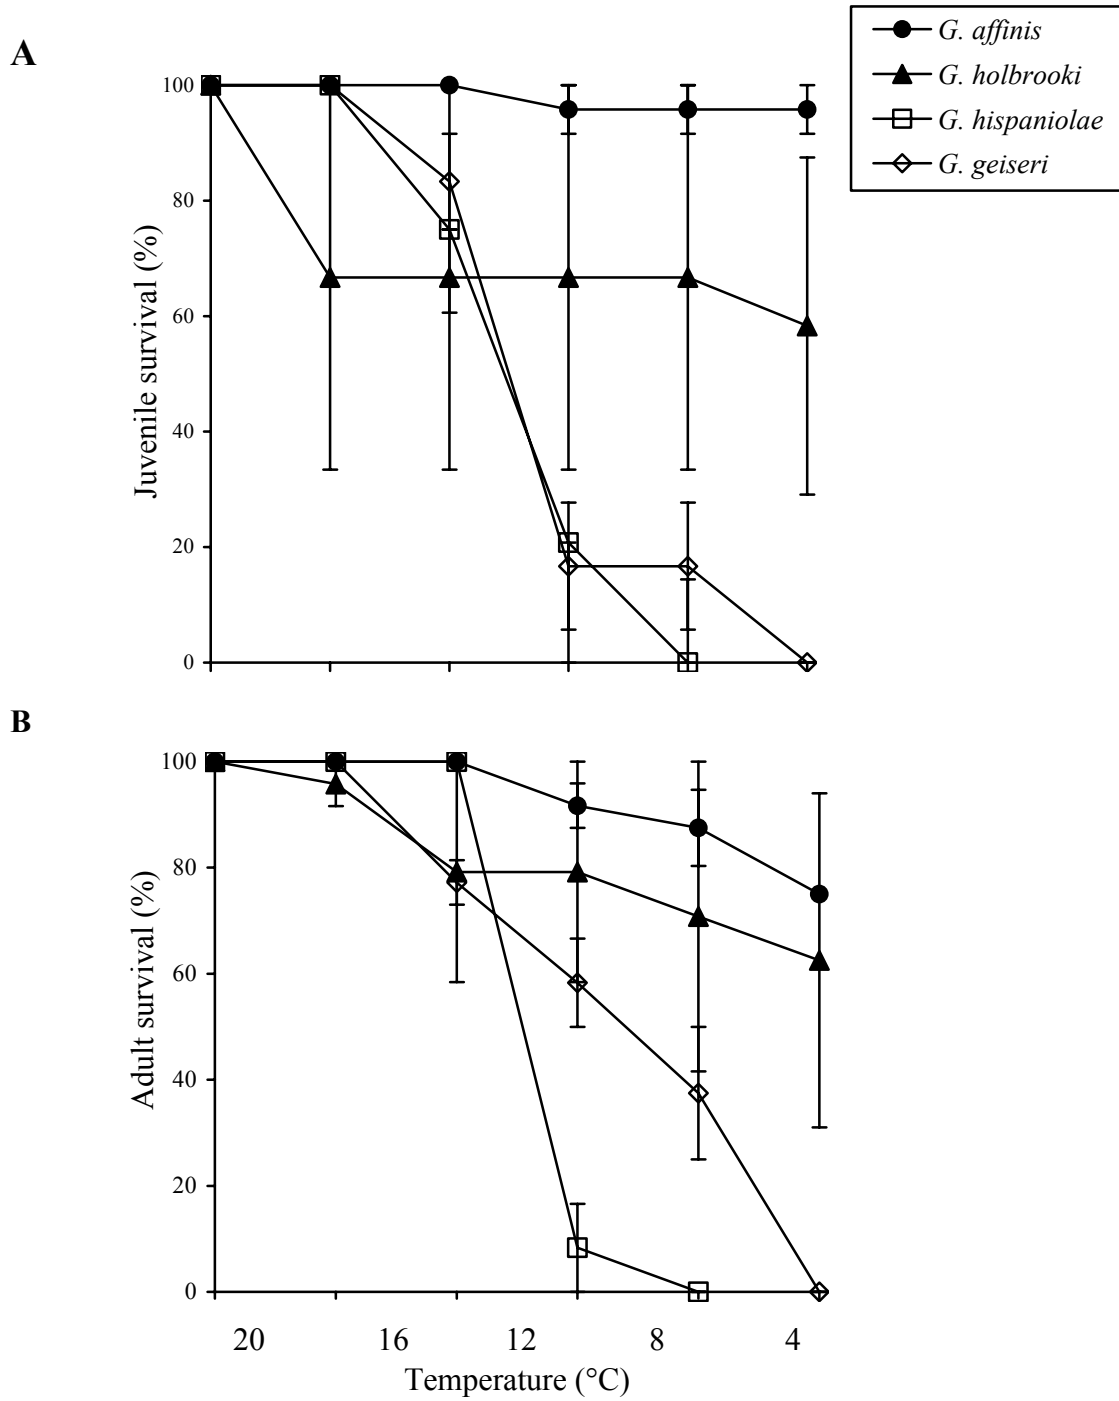 A
G. affinis
G. holbrooki
G. hispaniolae
G. geiseri
100
80
60
40
20
0
Juvenile survival (%)
B
100
80
60
40
20
0
Adult survival (%)
20 16 12 8 4
Temperature (°C)